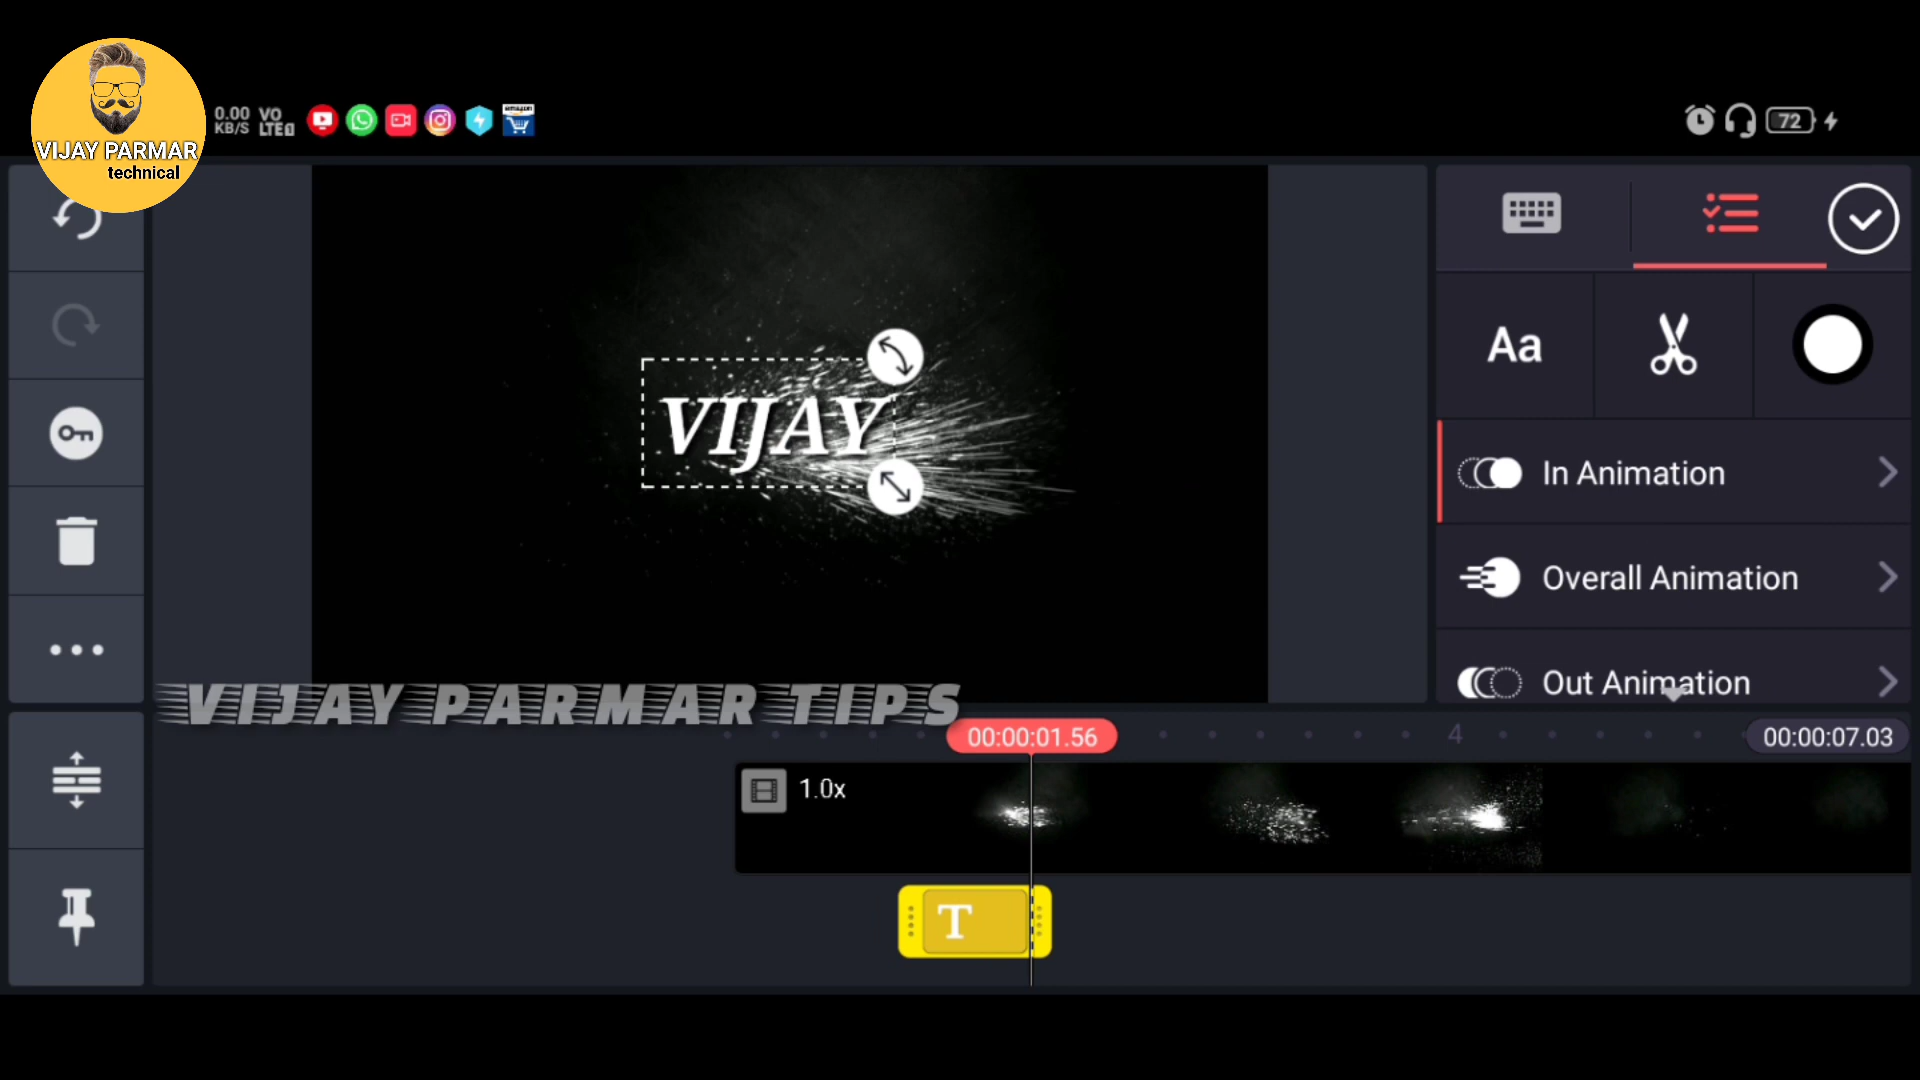 VIJAY PARMAR
technical
0.00
KB/S
VO
LTE
amazon
72
VIJAY
Aa
In Animation
Overall Animation
Out Animation
VIJAY PARMAR TIPS
00:00:01.56
4
00:00:07.03
1.0x
T